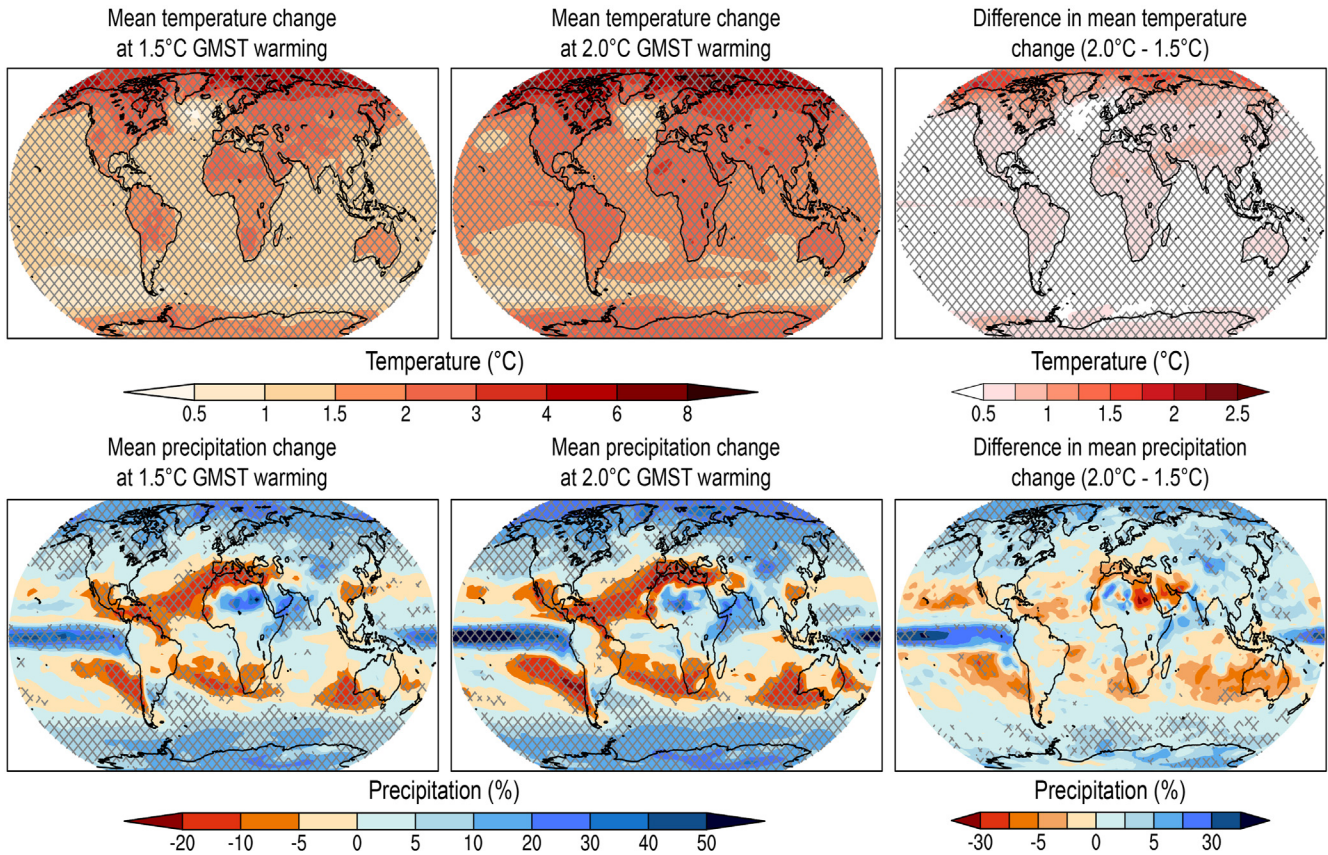 Mean temperature change
at 1.5°C GMST warming
Mean temperature change
at 2.0°C GMST warming
Difference in mean temperature
change (2.0°C - 1.5°C)
Temperature (°C)
0.5 1 1.5 2 3 4 6 8
Temperature (°C)
0.5 1 1.5 2 2.5
Mean precipitation change
at 1.5°C GMST warming
Mean precipitation change
at 2.0°C GMST warming
Difference in mean precipitation
change (2.0°C - 1.5°C)
Precipitation (%)
-20 -10 -5 0 5 10 20 30 40 50
Precipitation (%)
-30 -5 0 5 30